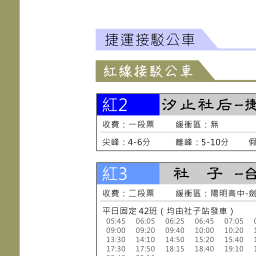 捷運接駁公車
紅線接駁公車
紅2 汐止社后-捷
收費：一段票 緩衝區：無
尖峰：4-6分 離峰：5-10分
紅3 社 子 -台
收費：二段票 緩衝區：陽明高中-劍
平日固定42班（均由社子站發車）
05:45 06:05 06:25 06:45 07:05
09:00 09:20 09:40 10:00 10:20
13:30 14:10 14:50 15:20 15:40
17:30 17:50 18:15 18:40 19:10